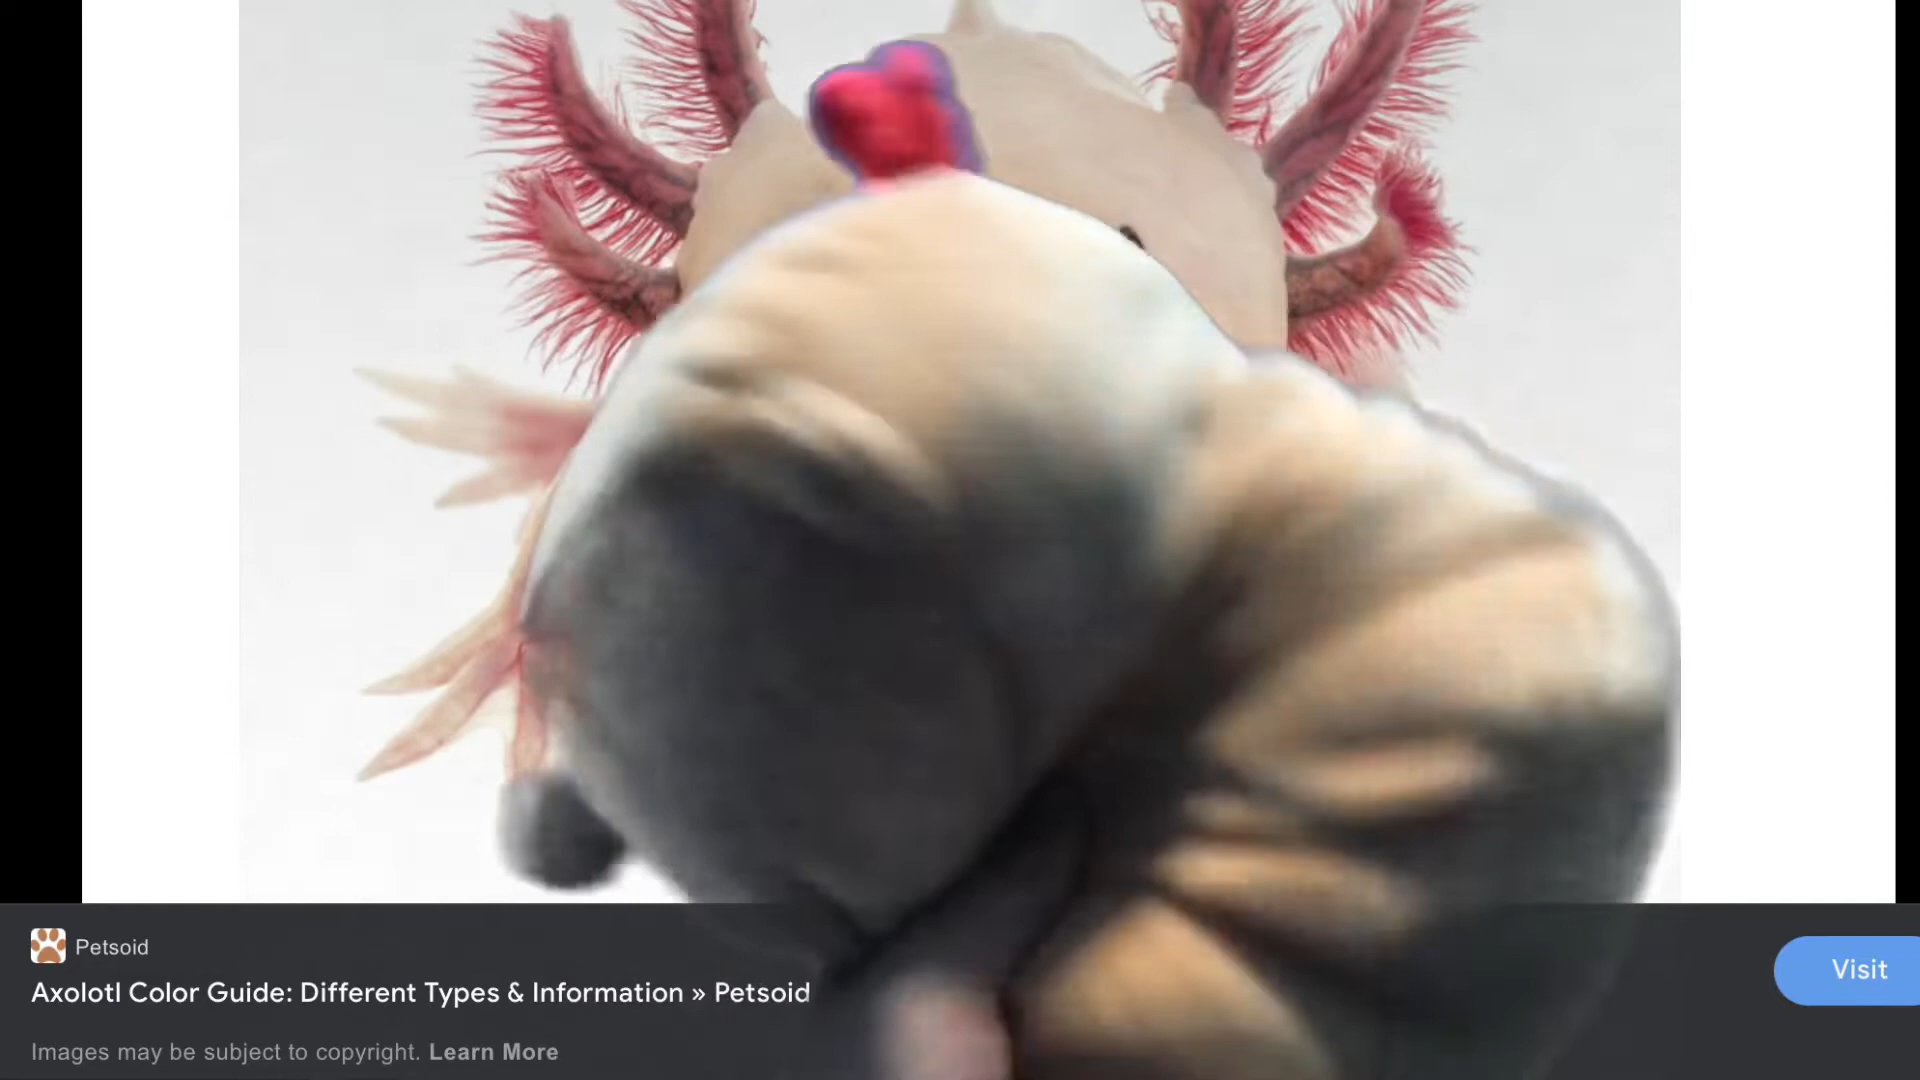 Petsoid
Axolotl Color Guide: Different Types & Information » Petsoid
Visit
Images may be subject to copyright. Learn More